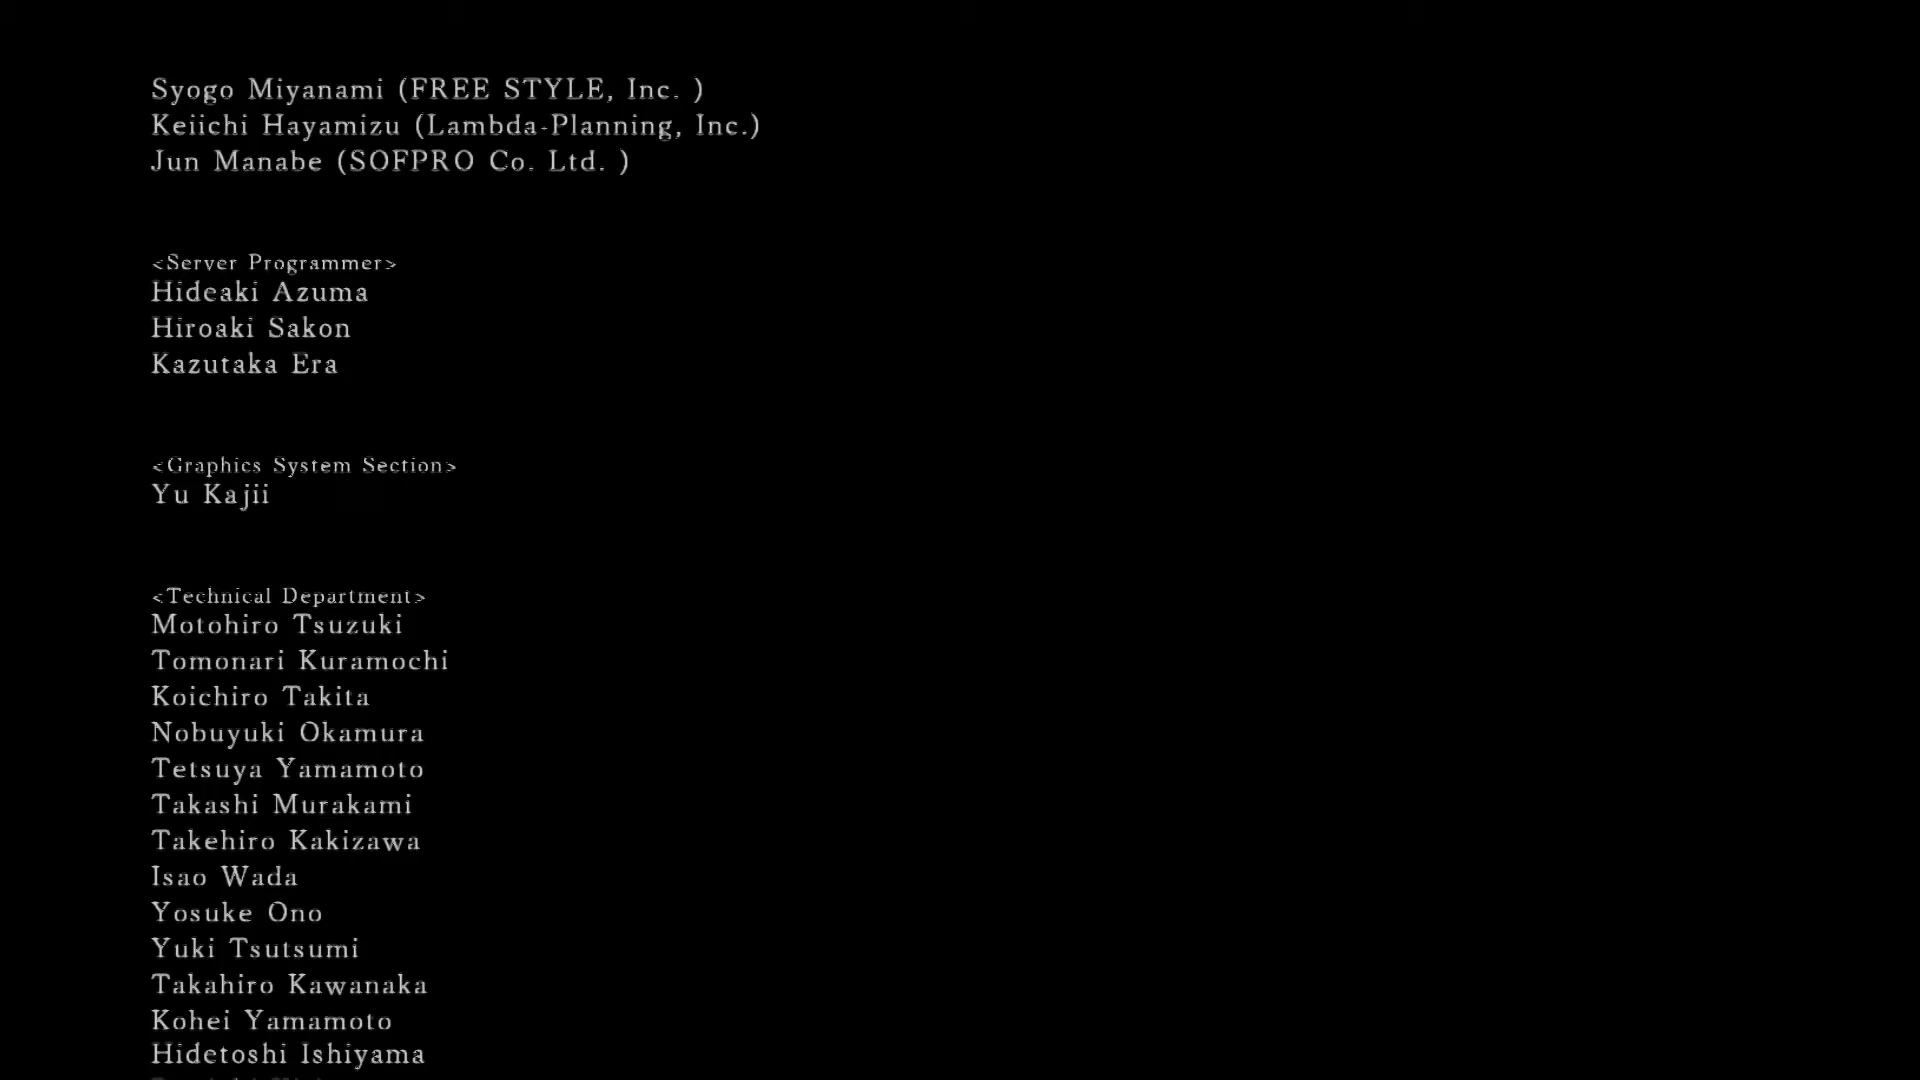 Syogo Miyanami (FREE STYLE, Inc. )
Keiichi Hayamizu (Lambda-Planning, Inc.)
Jun Manabe (SOFPRO Co. Ltd. )
<Server Programmer>
Hideaki Azuma
Hiroaki Sakon
Kazutaka Era
<Graphics System Section>
Yu Kajii
<Technical Department>
Motohiro Tsuzuki
Tomonari Kuramochi
Koichiro Takita
Nobuyuki Okamura
Tetsuya Yamamoto
Takashi Murakami
Takehiro Kakizawa
Isao Wada
Yosuke Ono
Yuki Tsutsumi
Takahiro Kawanaka
Kohei Yamamoto
Hidetoshi Ishiyama